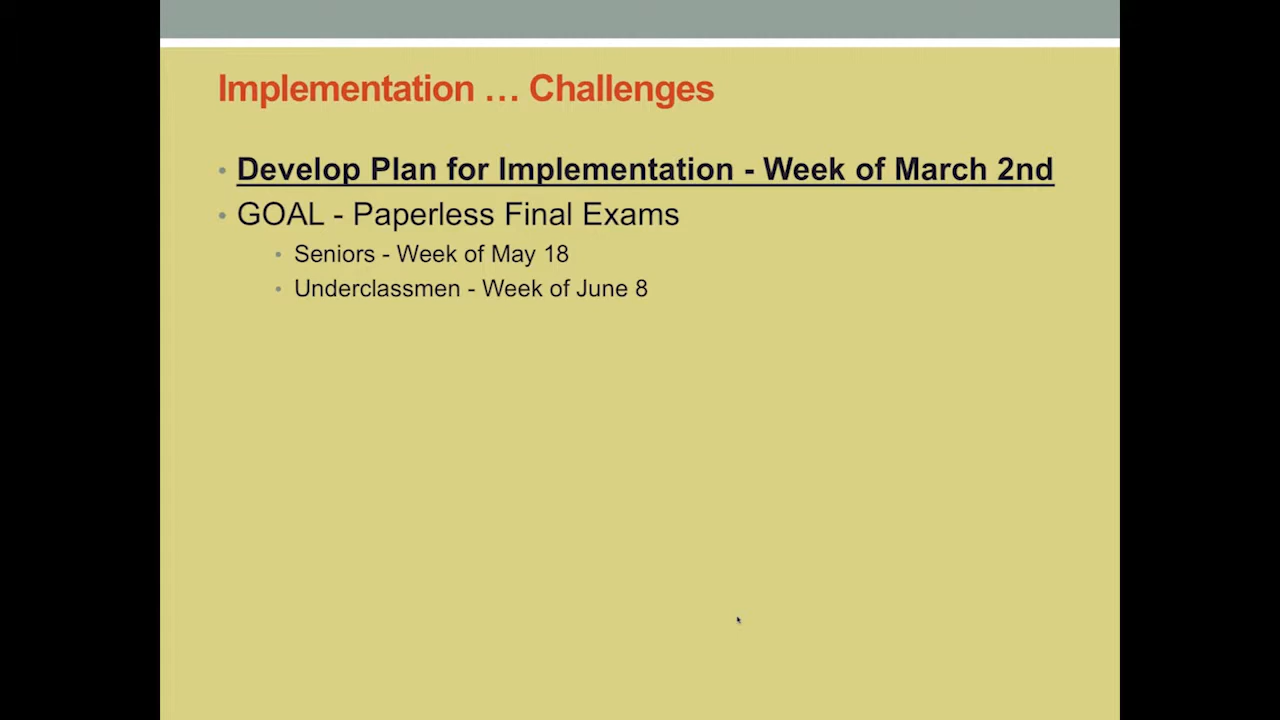 Implementation … Challenges
Develop Plan for Implementation - Week of March 2nd
GOAL - Paperless Final Exams
Seniors - Week of May 18
Underclassmen - Week of June 8